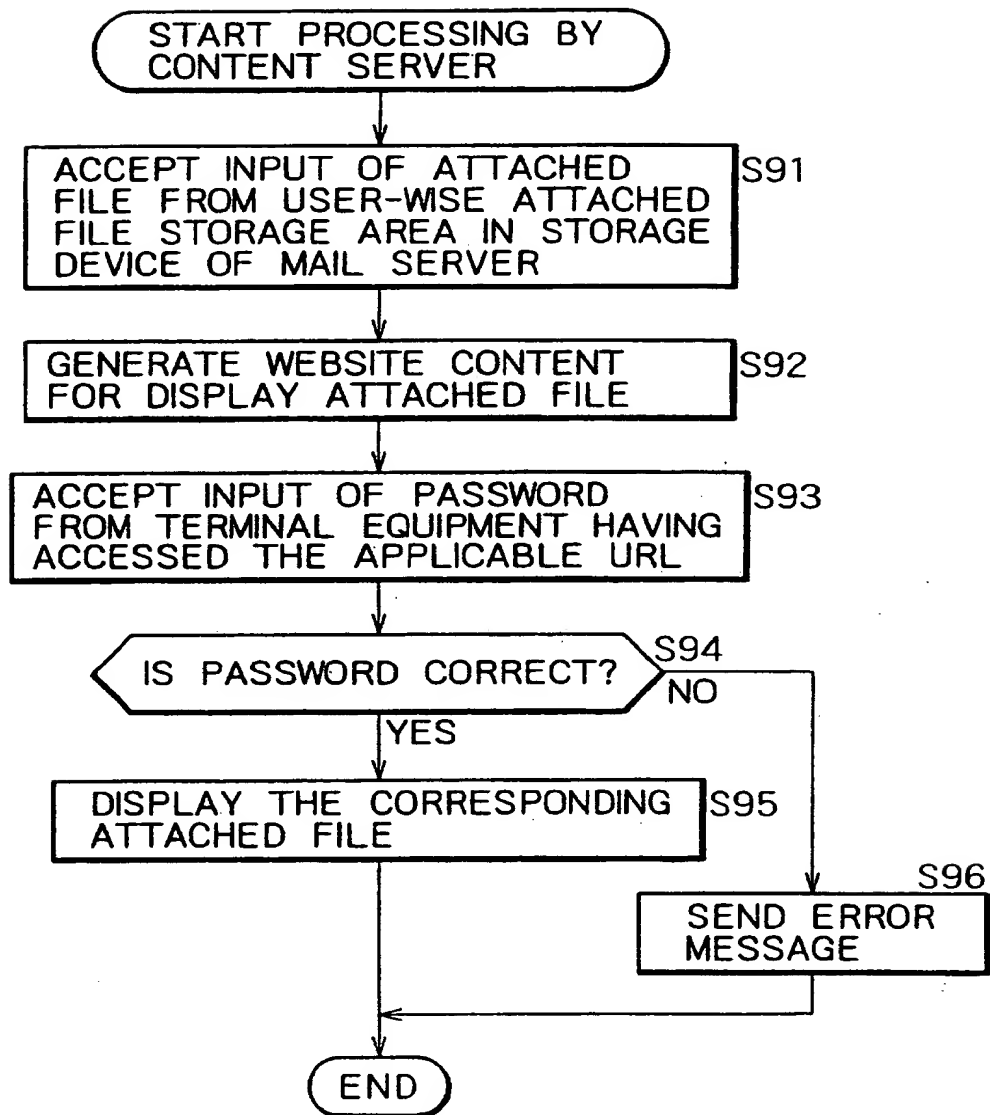 START PROCESSING BY
CONTENT SERVER
ACCEPT INPUT OF ATTACHED
FILE FROM USER-WISE ATTACHED
FILE STORAGE AREA IN STORAGE
DEVICE OF MAIL SERVER
S91
GENERATE WEBSITE CONTENT
FOR DISPLAY ATTACHED FILE
S92
ACCEPT INPUT OF PASSWORD
FROM TERMINAL EQUIPMENT HAVING
ACCESSED THE APPLICABLE URL
S93
IS PASSWORD CORRECT?
S94
NO
YES
DISPLAY THE CORRESPONDING
ATTACHED FILE
S95
S96
SEND ERROR
MESSAGE
END